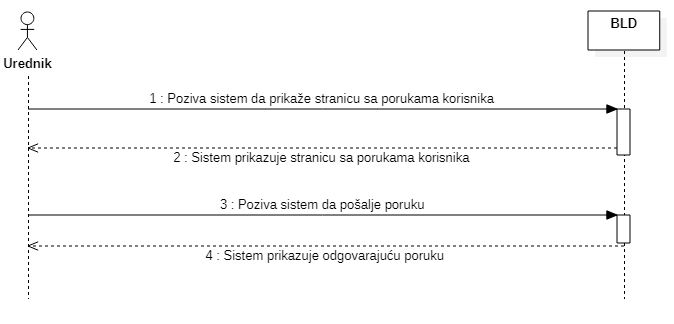 BLD
Urednik
1 : Poziva sistem da prikaže stranicu sa porukama korisnika
2 : Sistem prikazuje stranicu sa porukama korisnika
3 : Poziva sistem da pošalje poruku
4 : Sistem prikazuje odgovarajuću poruku